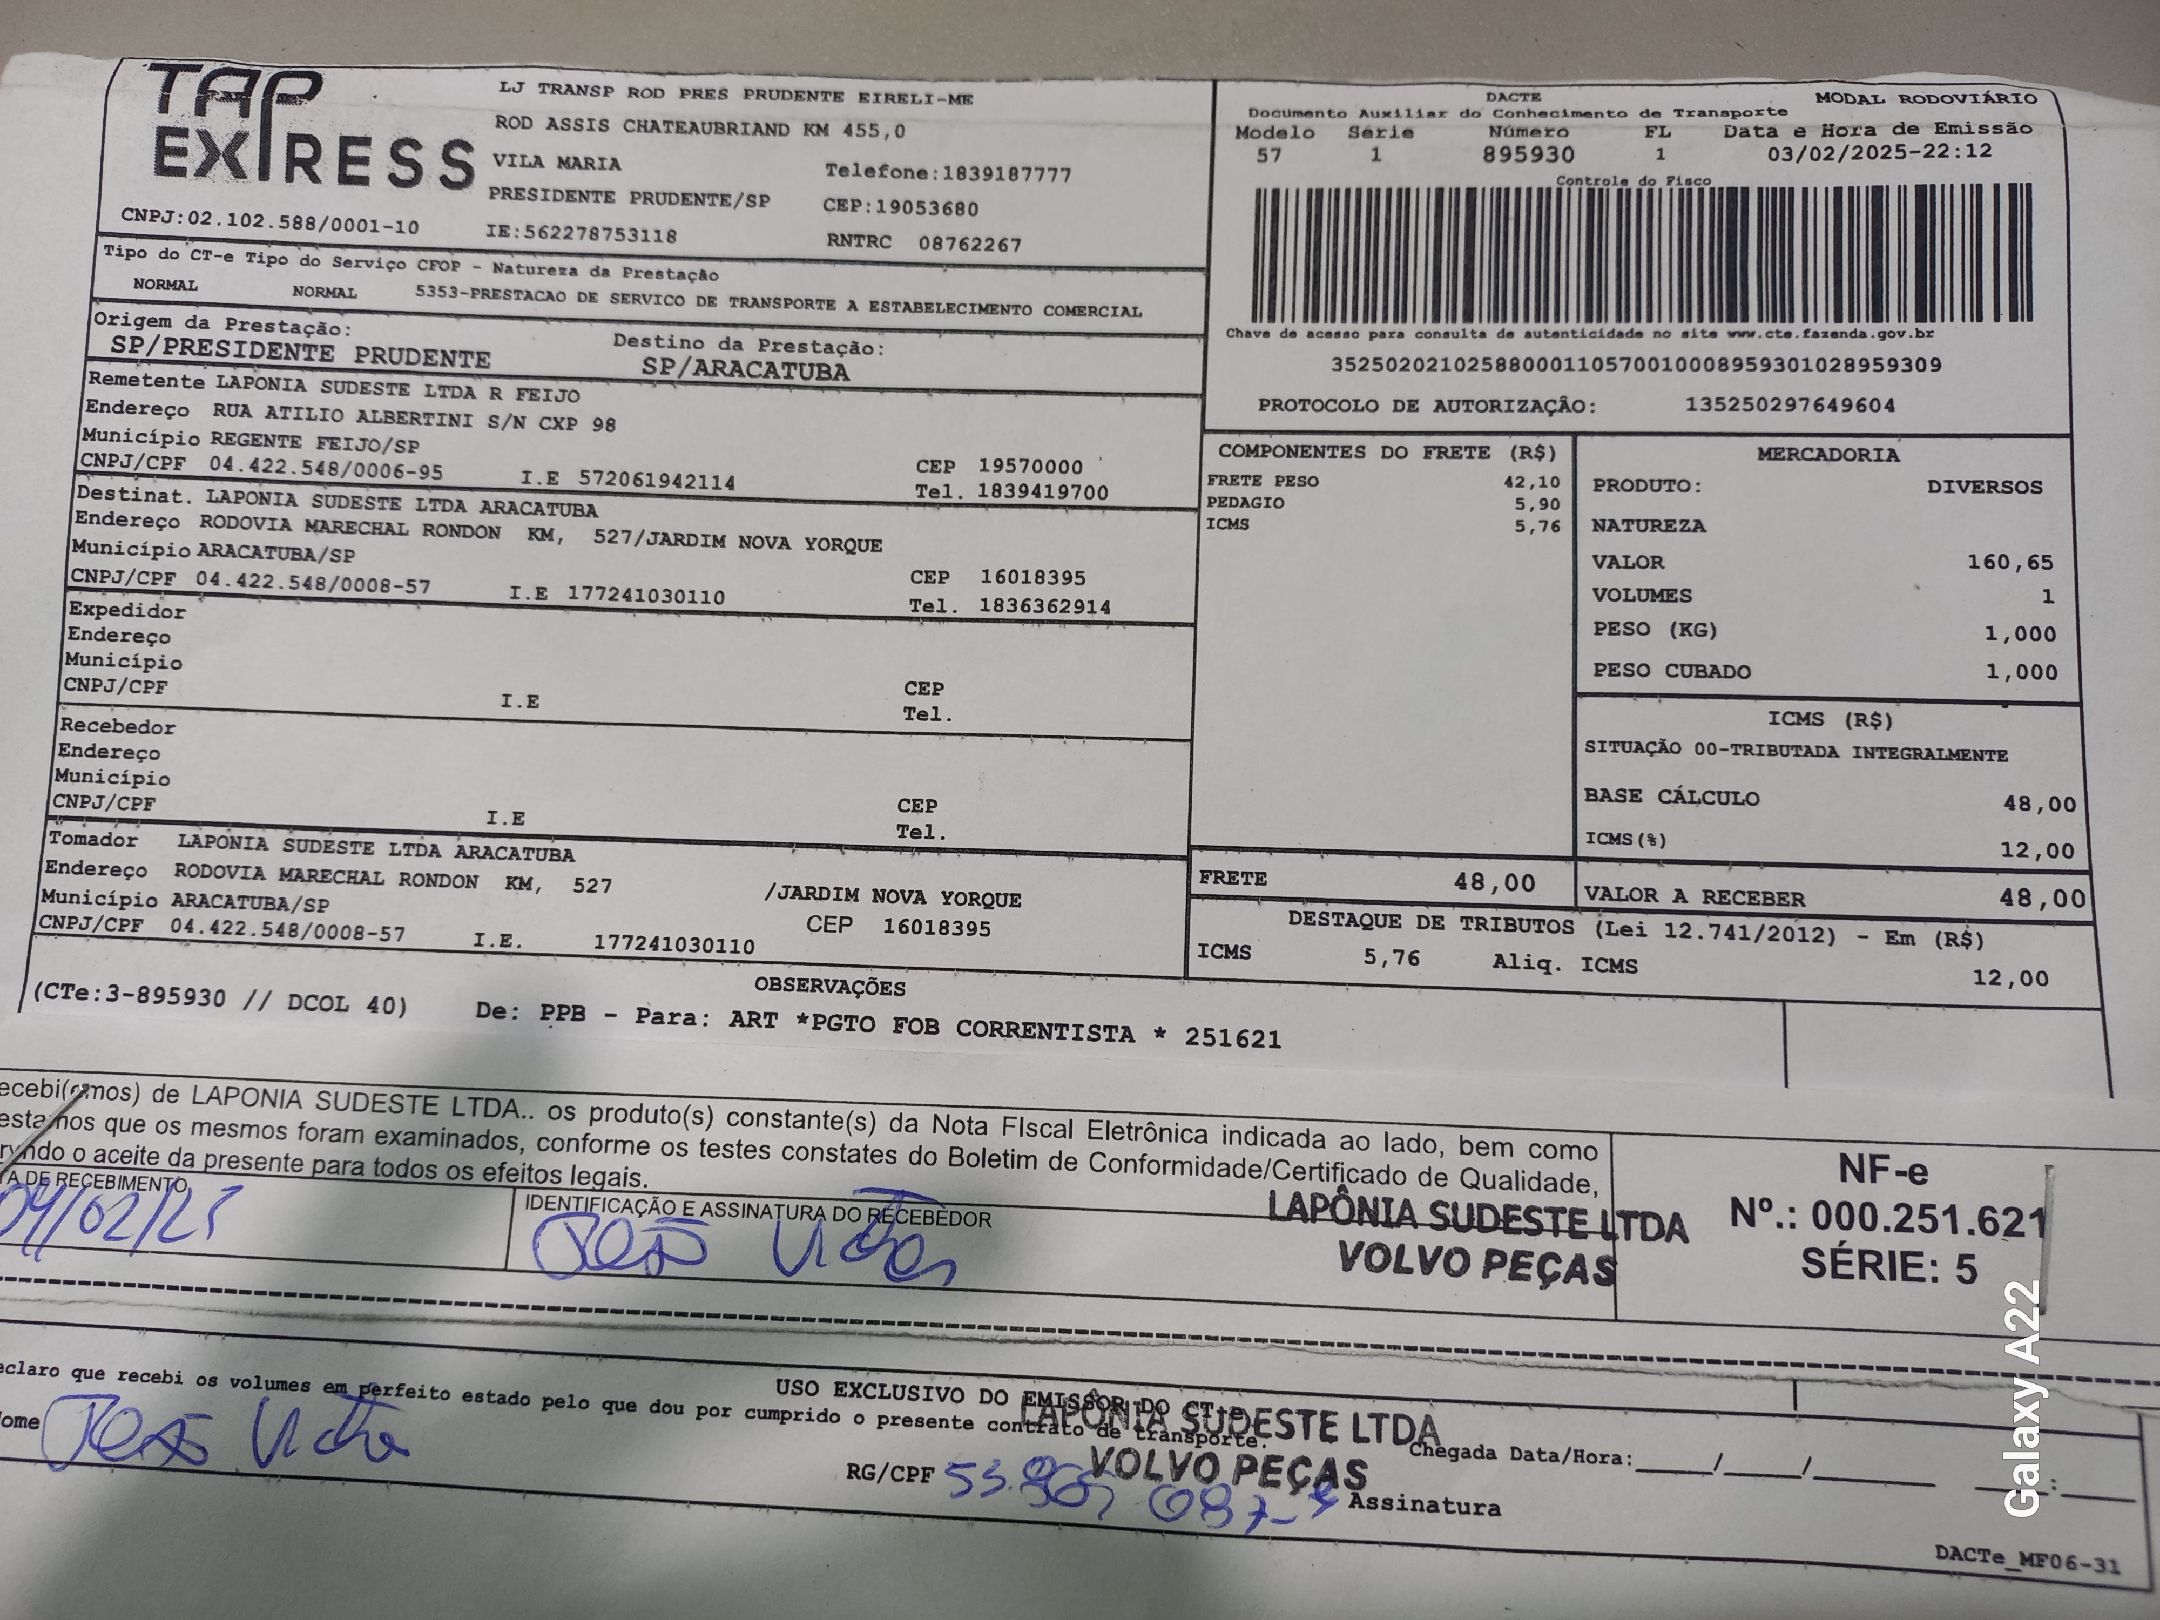 TAP EXPRESS
CNPJ:02.102.588/0001-10
LJ TRANSP ROD PRES PRUDENTE EIRELI-ME
ROD ASSIS CHATEAUBRIAND KM 455,0
VILA MARIA Telefone:1839187777
PRESIDENTE PRUDENTE/SP CEP:19053680
IE:562278753118 RNTRC 08762267
DACTE MODAL RODOVIÁRIO
Documento Auxiliar do Conhecimento de Transporte
Modelo Série Número FL Data e Hora de Emissão
57 1 895930 1 03/02/2025-22:12
Controle do Fisco
Chave de acesso para consulta de autenticidade no site www.cte.fazenda.gov.br
35250202102588000110570010008959301028959309
PROTOCOLO DE AUTORIZAÇÃO: 135250297649604
Tipo do CT-e Tipo do Serviço CFOP - Natureza da Prestação
NORMAL NORMAL 5353-PRESTACAO DE SERVICO DE TRANSPORTE A ESTABELECIMENTO COMERCIAL
Origem da Prestação: Destino da Prestação:
SP/PRESIDENTE PRUDENTE SP/ARACATUBA
Remetente LAPONIA SUDESTE LTDA R FEIJO
Endereço RUA ATILIO ALBERTINI S/N CXP 98
Município REGENTE FEIJO/SP CEP 19570000
CNPJ/CPF 04.422.548/0006-95 I.E 572061942114 Tel. 1839419700
Destinat. LAPONIA SUDESTE LTDA ARACATUBA
Endereço RODOVIA MARECHAL RONDON KM, 527/JARDIM NOVA YORQUE
Município ARACATUBA/SP CEP 16018395
CNPJ/CPF 04.422.548/0008-57 I.E 177241030110 Tel. 1836362914
Expedidor
Endereço
Município CEP
CNPJ/CPF I.E Tel.
Recebedor
Endereço
Município CEP
CNPJ/CPF I.E Tel.
Tomador LAPONIA SUDESTE LTDA ARACATUBA
Endereço RODOVIA MARECHAL RONDON KM, 527 /JARDIM NOVA YORQUE
Município ARACATUBA/SP CEP 16018395
CNPJ/CPF 04.422.548/0008-57 I.E. 177241030110
COMPONENTES DO FRETE (R$)
FRETE PESO 42,10
PEDAGIO 5,90
ICMS 5,76
MERCADORIA
PRODUTO: DIVERSOS
NATUREZA
VALOR 160,65
VOLUMES 1
PESO (KG) 1,000
PESO CUBADO 1,000
ICMS (R$)
SITUAÇÃO 00-TRIBUTADA INTEGRALMENTE
BASE CÁLCULO 48,00
ICMS(%) 12,00
FRETE 48,00 VALOR A RECEBER 48,00
DESTAQUE DE TRIBUTOS (Lei 12.741/2012) - Em (R$)
ICMS 5,76 Aliq. ICMS 12,00
OBSERVAÇÕES
(CTe:3-895930 // DCOL 40) De: PPB - Para: ART *PGTO FOB CORRENTISTA * 251621
ecebi(emos) de LAPONIA SUDESTE LTDA.. os produto(s) constante(s) da Nota FIscal Eletrônica indicada ao lado, bem como
estamos que os mesmos foram examinados, conforme os testes constates do Boletim de Conformidade/Certificado de Qualidade,
rvindo o aceite da presente para todos os efeitos legais.
TA DE RECEBIMENTO IDENTIFICAÇÃO E ASSINATURA DO RECEBEDOR
04/02/25
LAPÔNIA SUDESTE LTDA
VOLVO PEÇAS
NF-e
Nº.: 000.251.621
SÉRIE: 5
USO EXCLUSIVO DO EMISSOR DO CT-e
eclaro que recebi os volumes em perfeito estado pelo que dou por cumprido o presente contrato de transporte.
LAPÔNIA SUDESTE LTDA
VOLVO PEÇAS
Nome
RG/CPF
Chegada Data/Hora:____/____/______ ____:____
Assinatura
DACTe_MF06-31
Galaxy A22